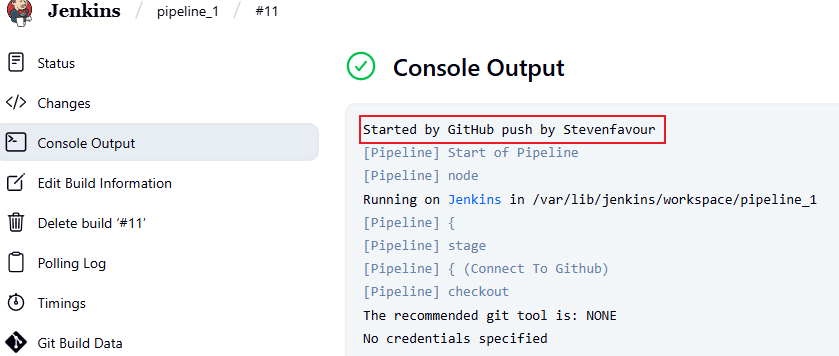 Jenkins / pipeline_1 / #11
Status
Changes
Console Output
Edit Build Information
Delete build ‘#11’
Polling Log
Timings
Git Build Data
Console Output
Started by GitHub push by Stevenfavour
[Pipeline] Start of Pipeline
[Pipeline] node
Running on Jenkins in /var/lib/jenkins/workspace/pipeline_1
[Pipeline] {
[Pipeline] stage
[Pipeline] { (Connect To Github)
[Pipeline] checkout
The recommended git tool is: NONE
No credentials specified